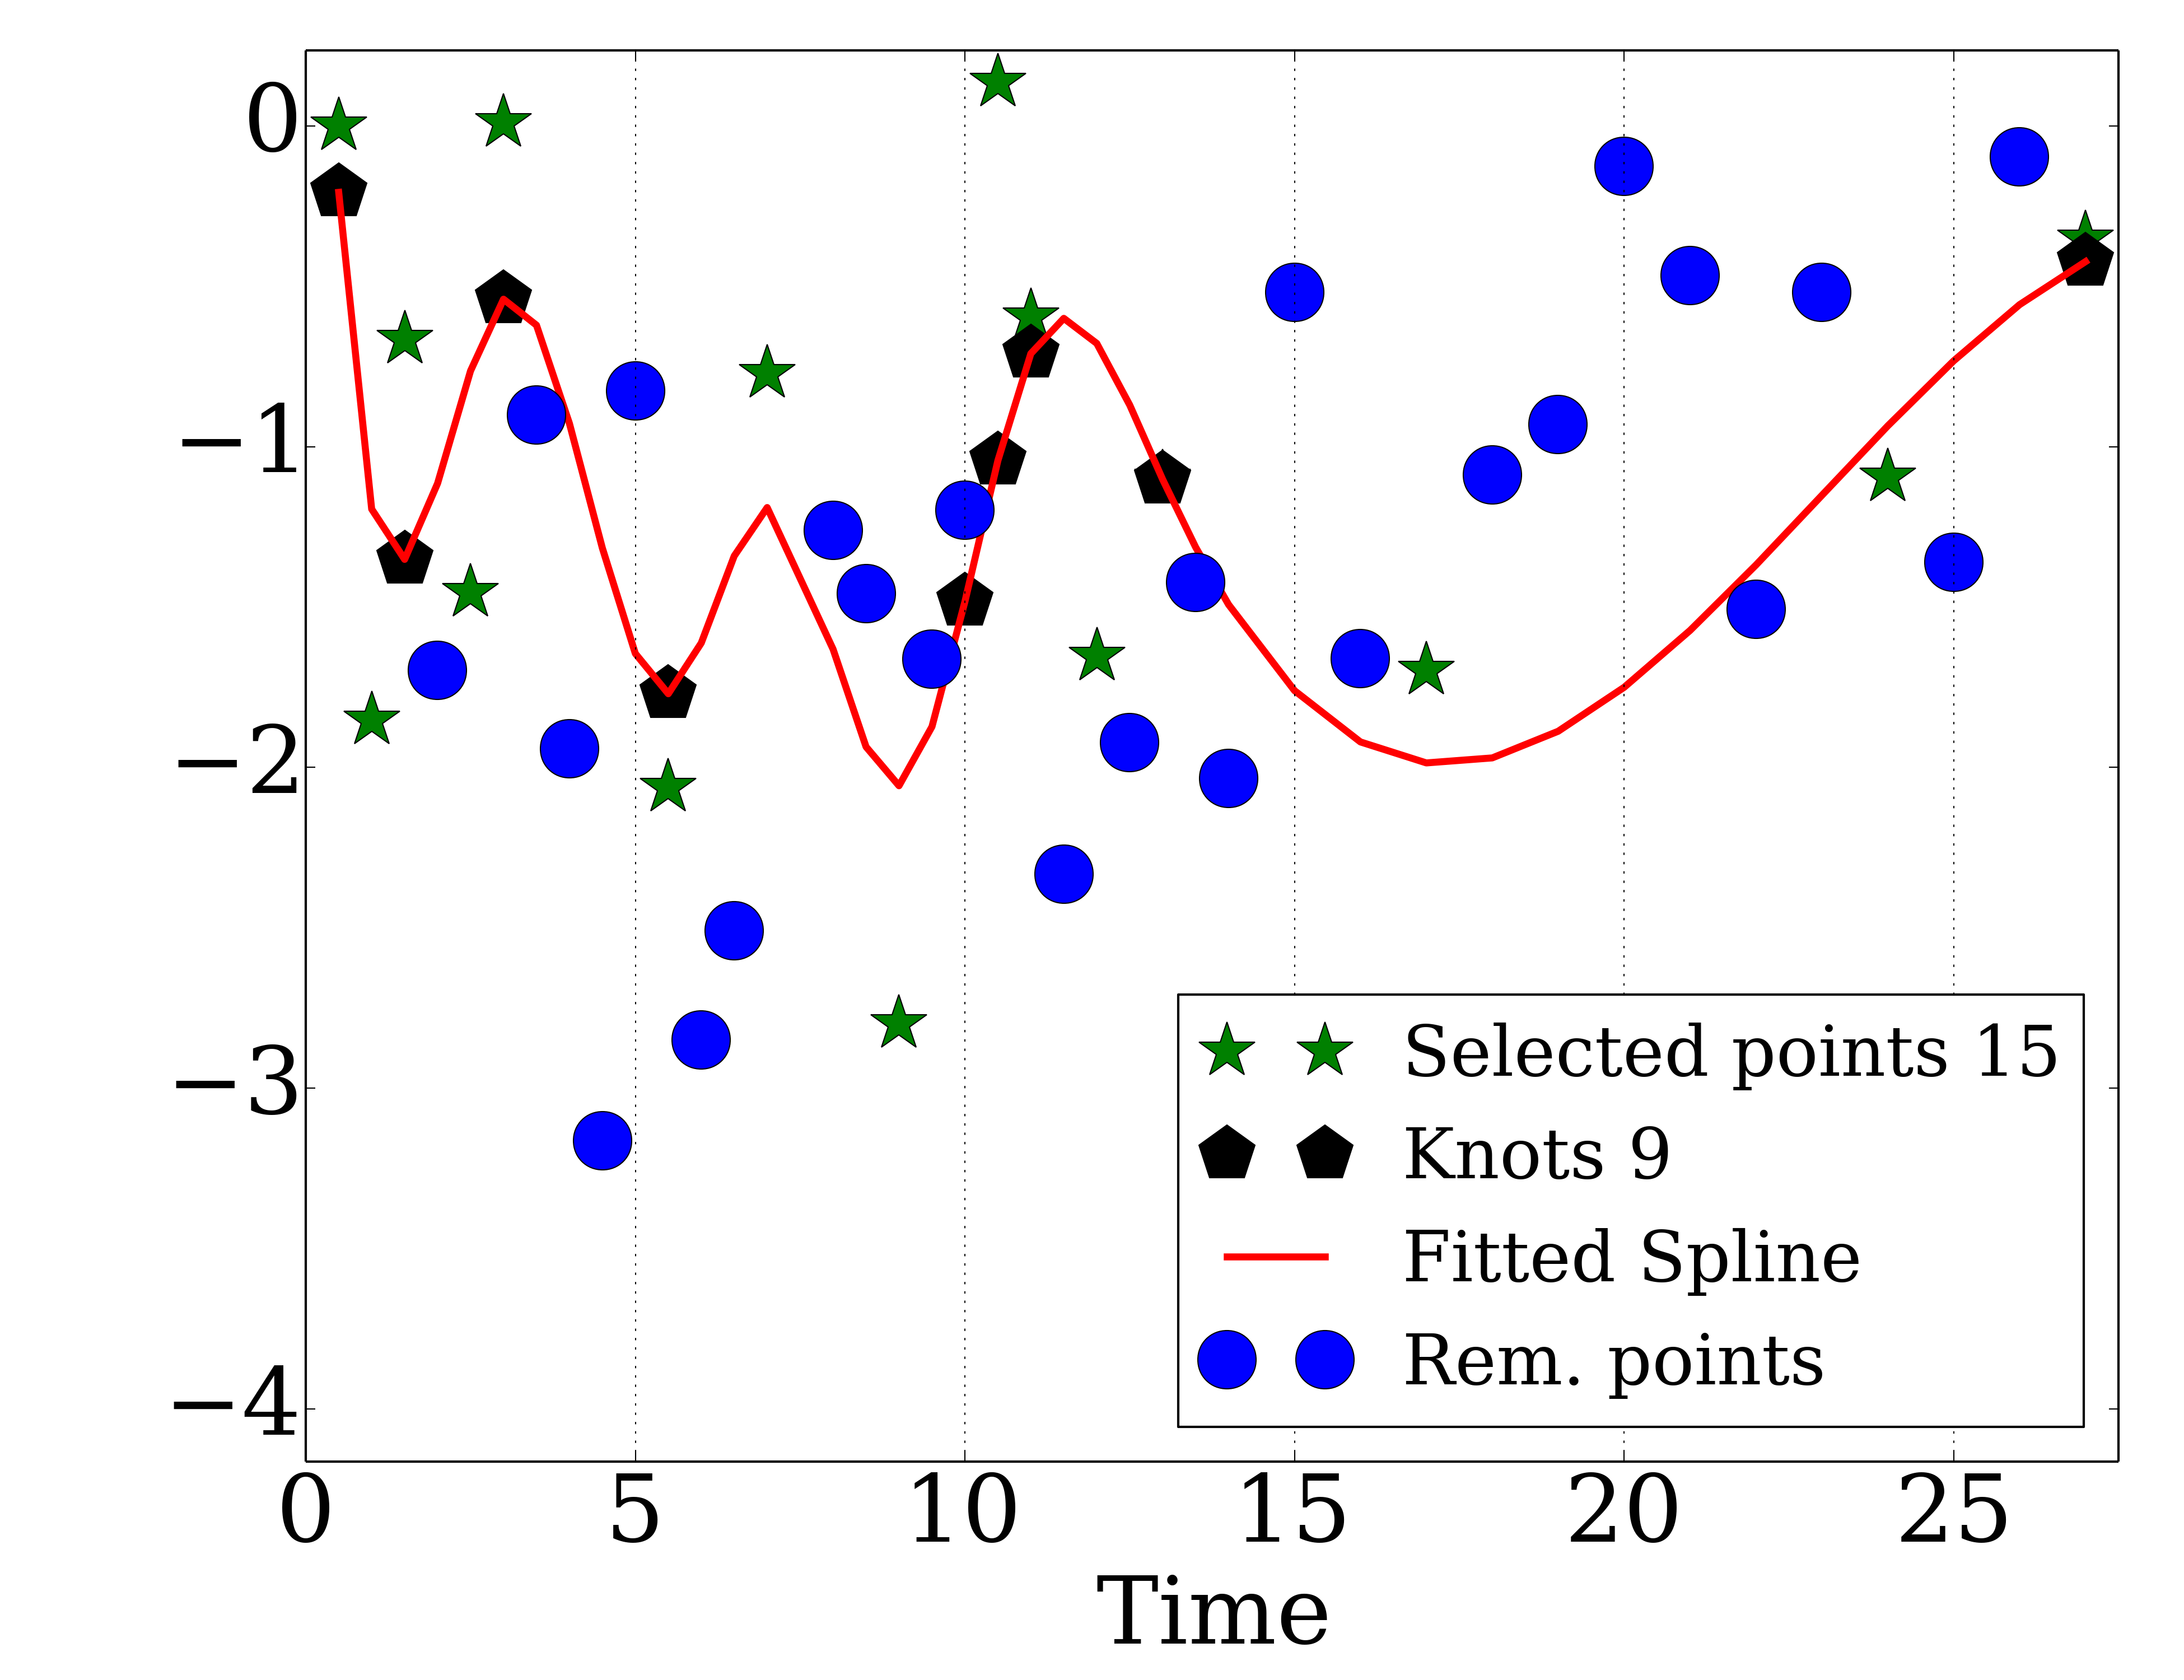 0
−1
−2
−3
−4
0 5 10 15 20 25
Time
Selected points 15
Knots 9
Fitted Spline
Rem. points